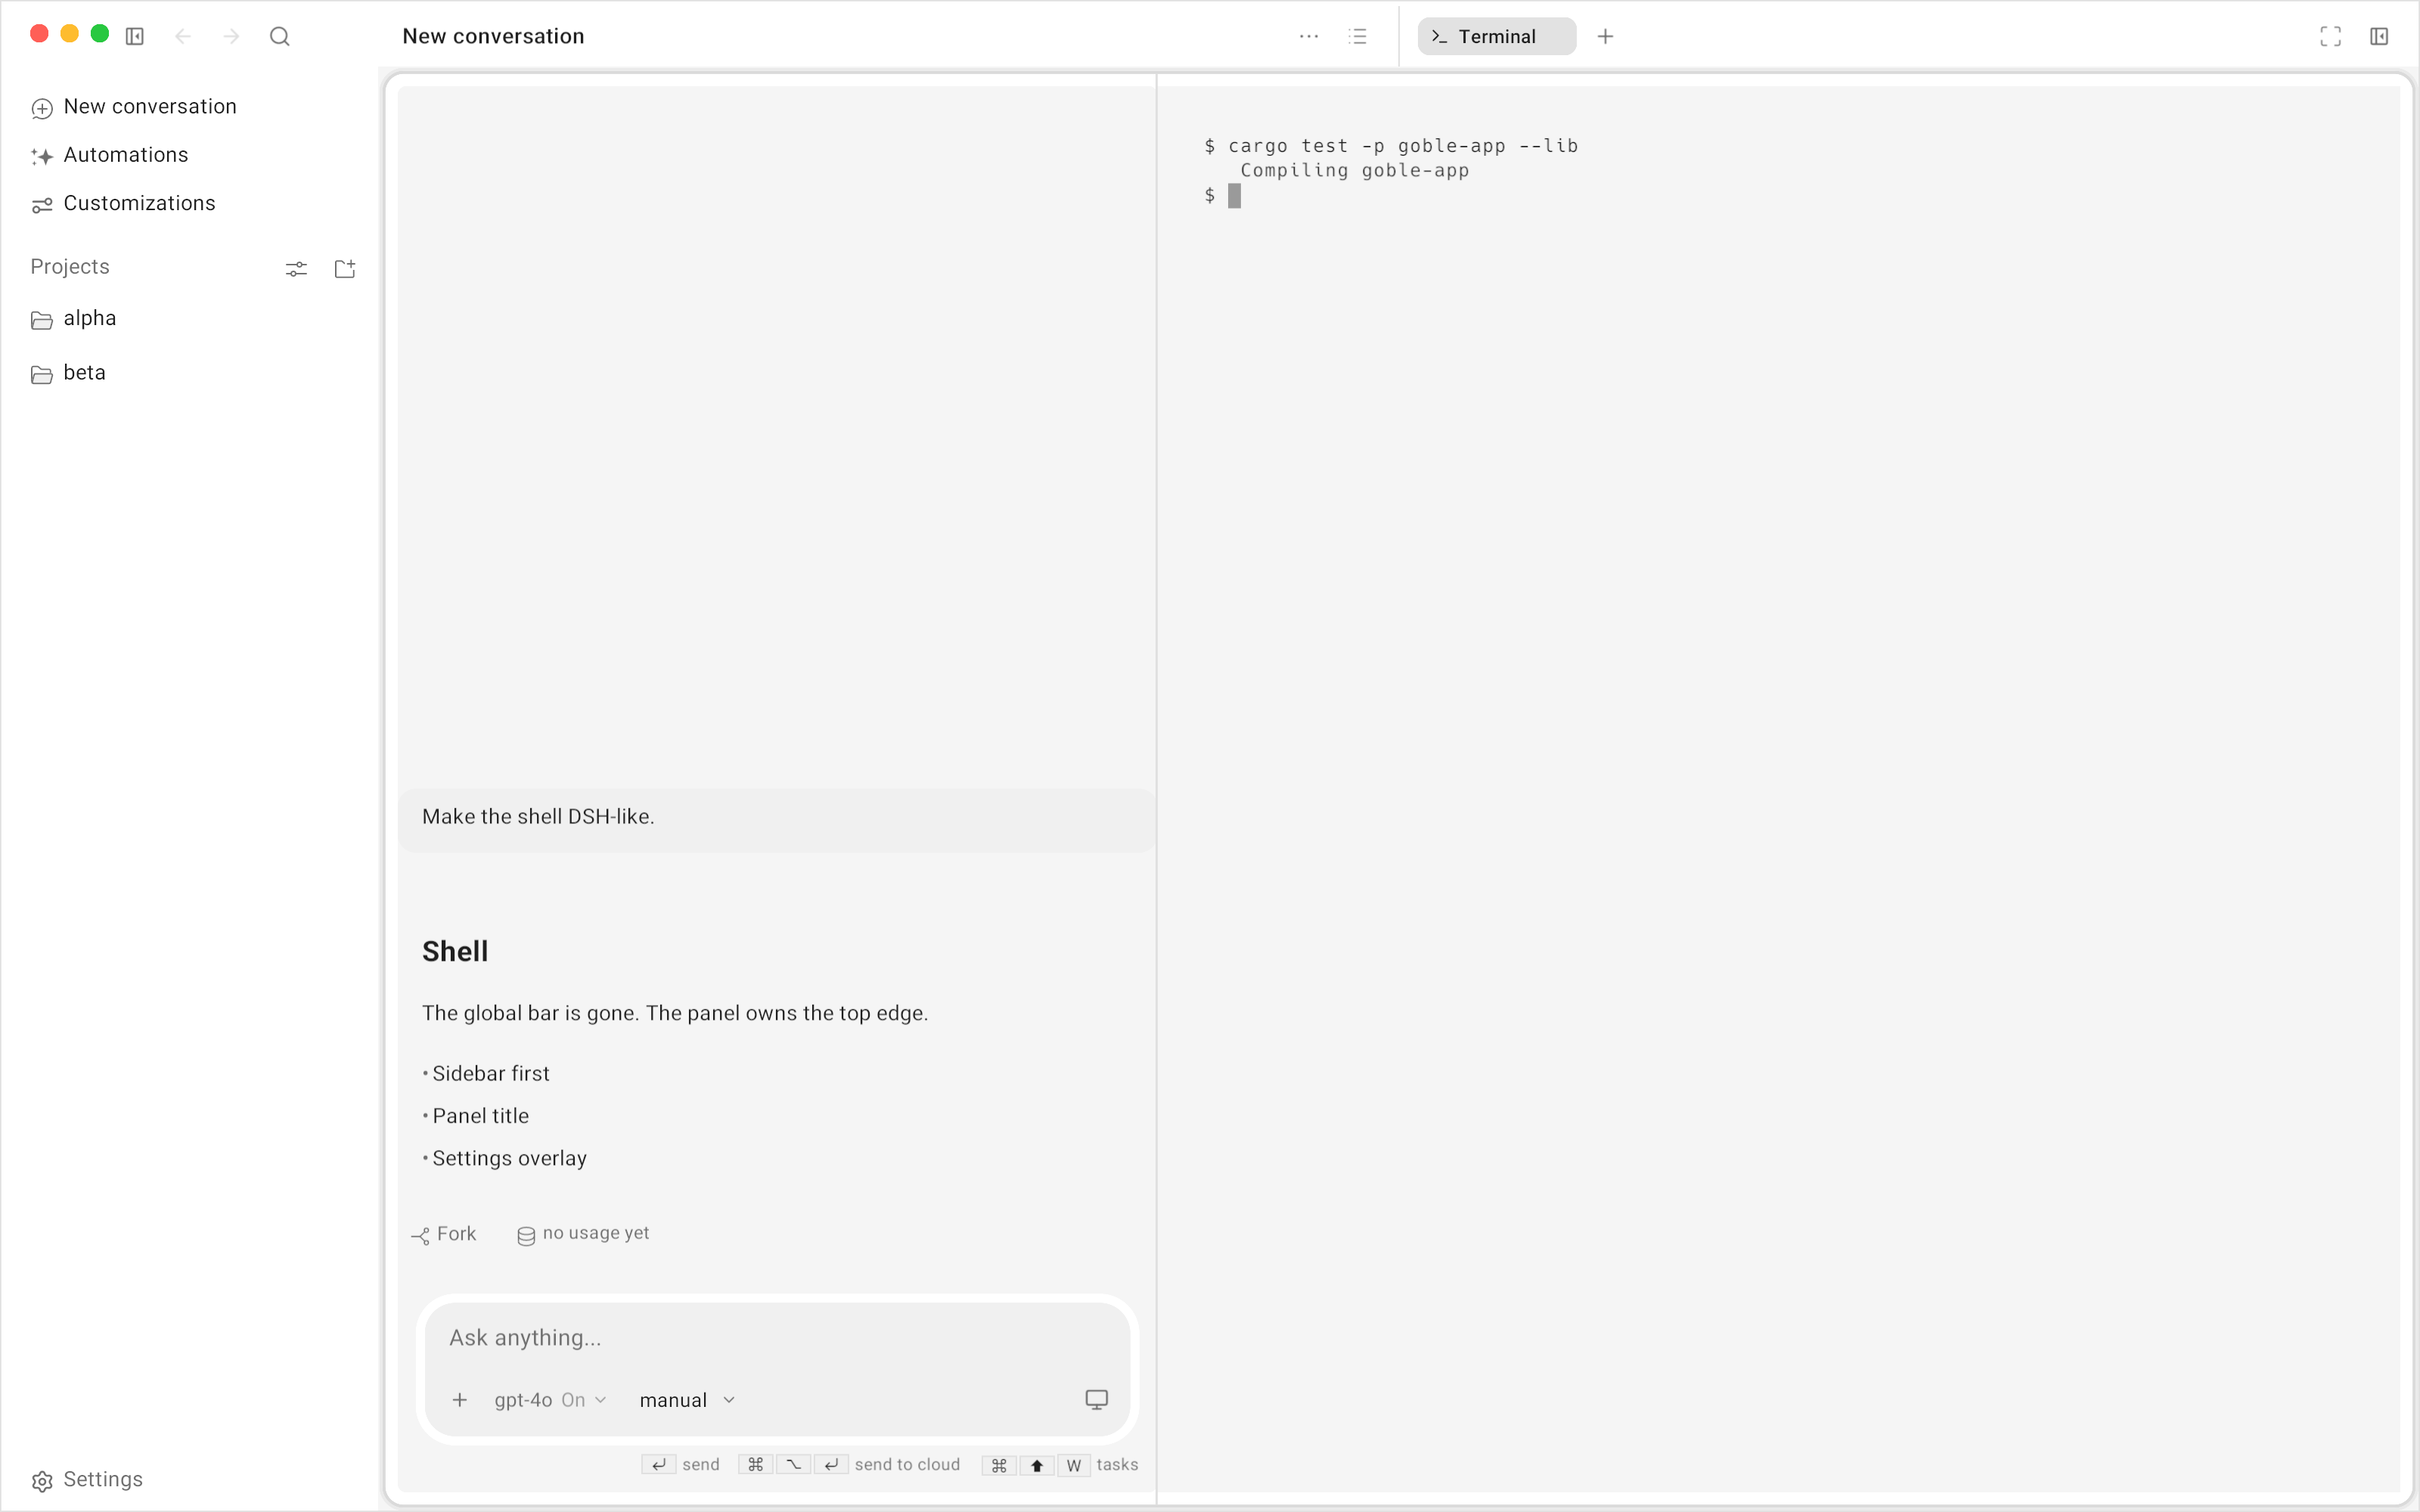 New conversation
Terminal
New conversation
Automations
Customizations
Projects
alpha
beta
Settings
Make the shell DSH-like.
Shell
The global bar is gone. The panel owns the top edge.
• Sidebar first
• Panel title
• Settings overlay
Fork no usage yet
Ask anything...
gpt-4o On manual
send ⌘ ⌥ send to cloud ⌘ W tasks
$ cargo test -p goble-app --lib
Compiling goble-app
$